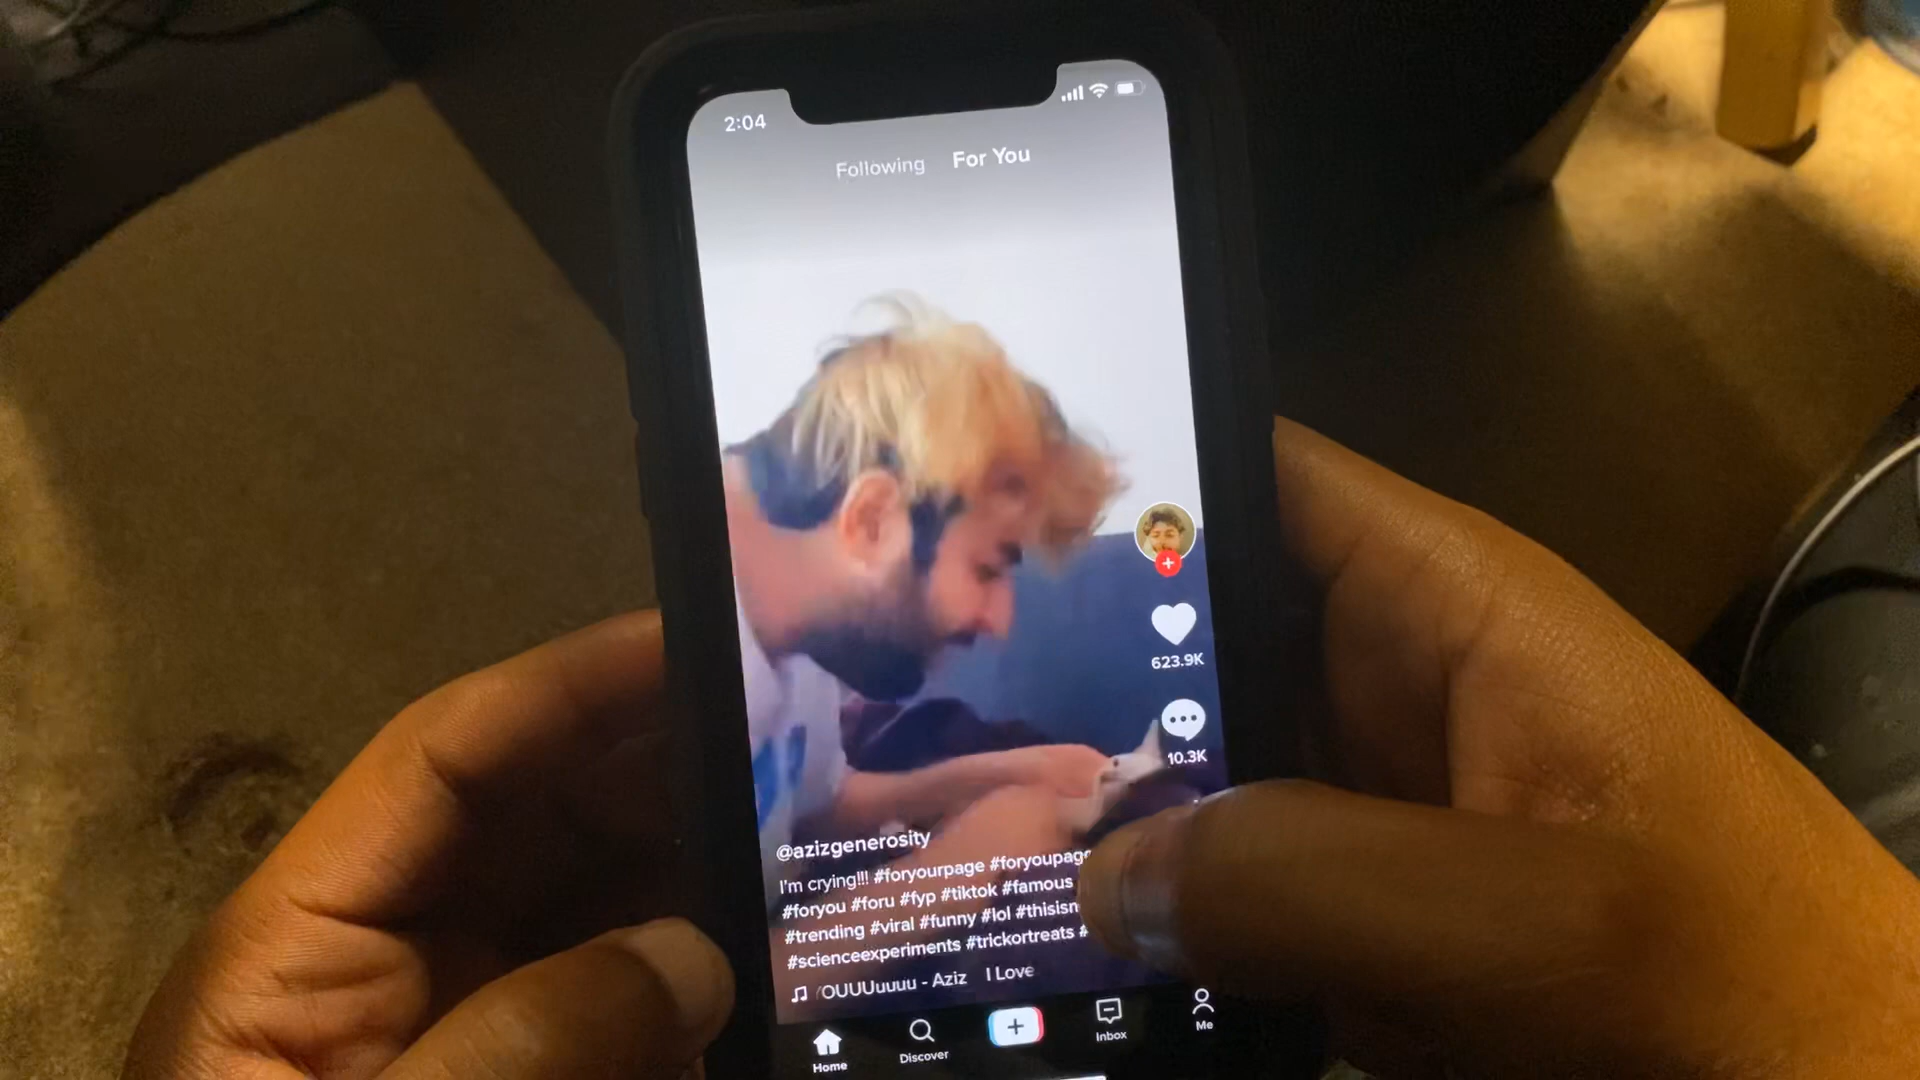 2:04
Following For You
623.9K
10.3K
@azizgenerosity
I'm crying!!! #foryourpage #foryoupage
#foryou #foru #fyp #tiktok #famous
#trending #viral #funny #lol #thisisn
#scienceexperiments #trickortreats #
OUUUuuuu - Aziz I Love
Home
Discover
Inbox
Me